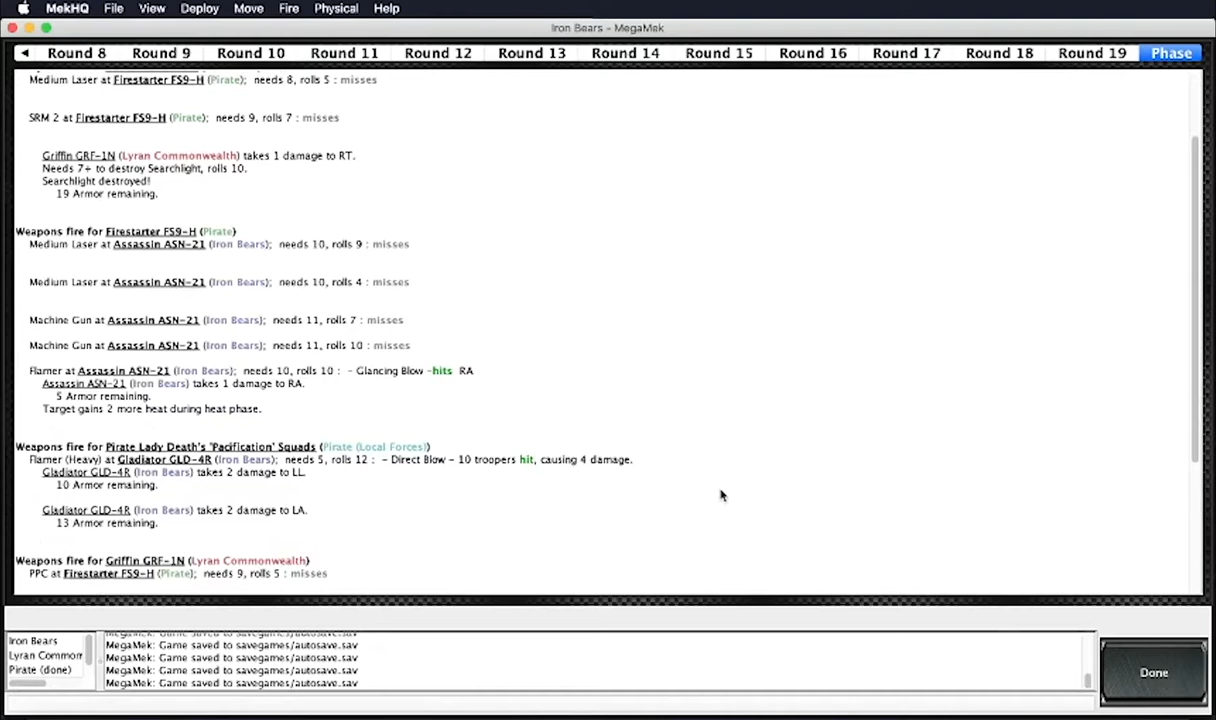 MekHQ File View Deploy Move Fire Physical Help
Iron Bears - MegaMek
Round 8 Round 9 Round 10 Round 11 Round 12 Round 13 Round 14 Round 15 Round 16 Round 17 Round 18 Round 19 Phase
Medium Laser at Firestarter FS9-H (Pirate); needs 8, rolls 5 : misses
SRM 2 at Firestarter FS9-H (Pirate); needs 9, rolls 7 : misses
Griffin GRF-1N (Lyran Commonwealth) takes 1 damage to RT.
Needs 7+ to destroy Searchlight, rolls 10.
Searchlight destroyed!
19 Armor remaining.
Weapons fire for Firestarter FS9-H (Pirate)
Medium Laser at Assassin ASN-21 (Iron Bears); needs 10, rolls 9 : misses
Medium Laser at Assassin ASN-21 (Iron Bears); needs 10, rolls 4 : misses
Machine Gun at Assassin ASN-21 (Iron Bears); needs 11, rolls 7 : misses
Machine Gun at Assassin ASN-21 (Iron Bears); needs 11, rolls 10 : misses
Flamer at Assassin ASN-21 (Iron Bears); needs 10, rolls 10 : - Glancing Blow -hits RA
Assassin ASN-21 (Iron Bears) takes 1 damage to RA.
5 Armor remaining.
Target gains 2 more heat during heat phase.
Weapons fire for Pirate Lady Death's 'Pacification' Squads (Pirate (Local Forces))
Flamer (Heavy) at Gladiator GLD-4R (Iron Bears); needs 5, rolls 12 : - Direct Blow - 10 troopers hit, causing 4 damage.
Gladiator GLD-4R (Iron Bears) takes 2 damage to LL.
10 Armor remaining.
Gladiator GLD-4R (Iron Bears) takes 2 damage to LA.
13 Armor remaining.
Weapons fire for Griffin GRF-1N (Lyran Commonwealth)
PPC at Firestarter FS9-H (Pirate); needs 9, rolls 5 : misses
Iron Bears
Lyran Common
Pirate (done)
MegaMek: Game saved to savegames/autosave.sav
MegaMek: Game saved to savegames/autosave.sav
MegaMek: Game saved to savegames/autosave.sav
MegaMek: Game saved to savegames/autosave.sav
MegaMek: Game saved to savegames/autosave.sav
Done